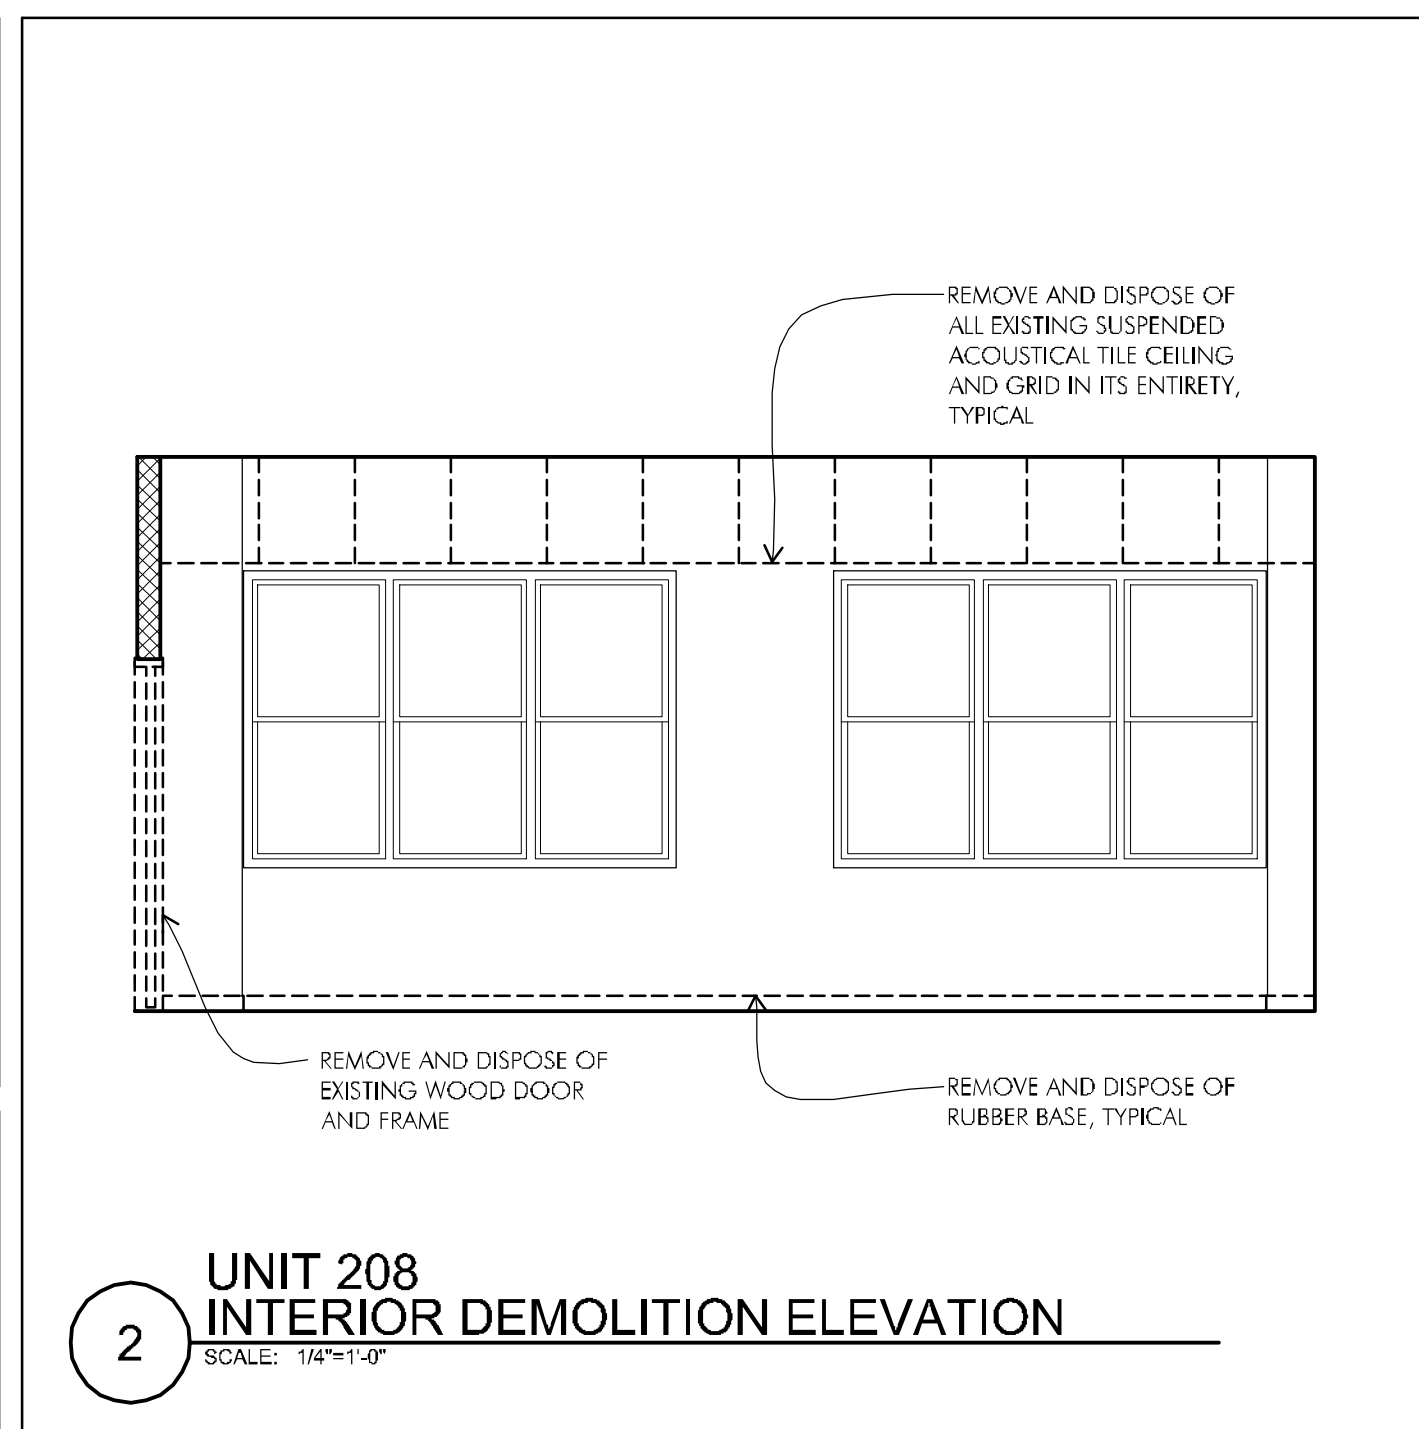 REMOVE AND DISPOSE OF
ALL EXISTING SUSPENDED
ACOUSTICAL TILE CEILING
AND GRID IN ITS ENTIRETY,
TYPICAL
REMOVE AND DISPOSE OF
EXISTING WOOD DOOR
AND FRAME
REMOVE AND DISPOSE OF
RUBBER BASE, TYPICAL
UNIT 208
INTERIOR DEMOLITION ELEVATION
2
SCALE: 1/4"=1'-0"